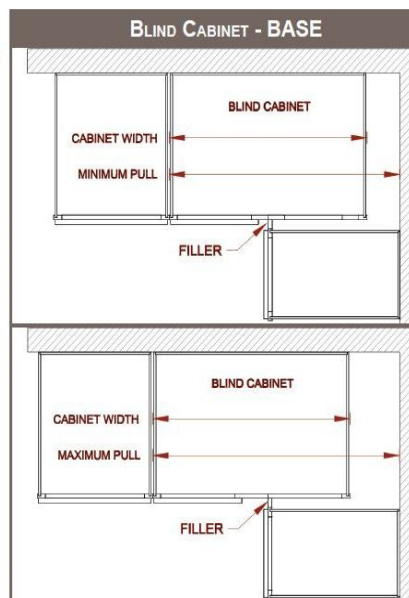 BLIND CABINET - BASE
BLIND CABINET
CABINET WIDTH
MINIMUM PULL
FILLER
BLIND CABINET
CABINET WIDTH
MAXIMUM PULL
FILLER